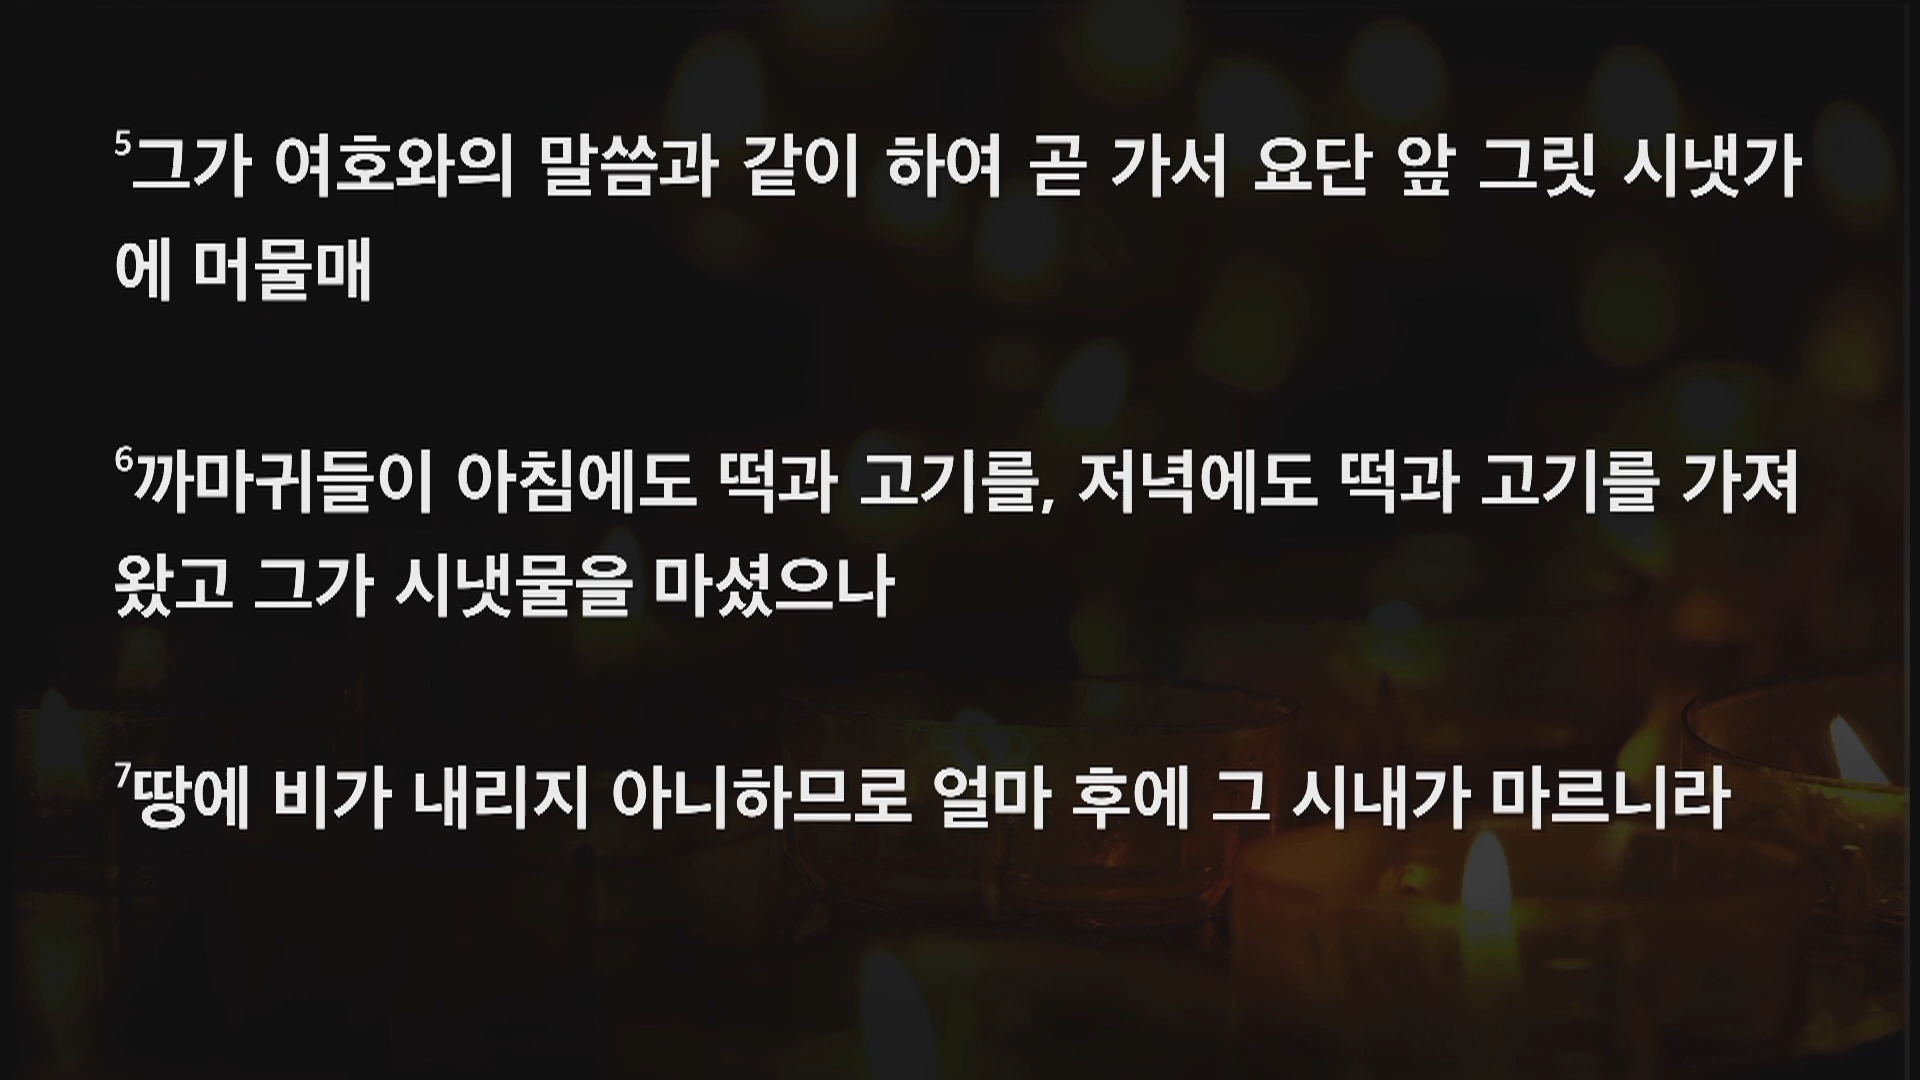 ⁵그가 여호와의 말씀과 같이 하여 곧 가서 요단 앞 그릿 시냇가
에 머물매
⁶까마귀들이 아침에도 떡과 고기를, 저녁에도 떡과 고기를 가져
왔고 그가 시냇물을 마셨으나
⁷땅에 비가 내리지 아니하므로 얼마 후에 그 시내가 마르니라